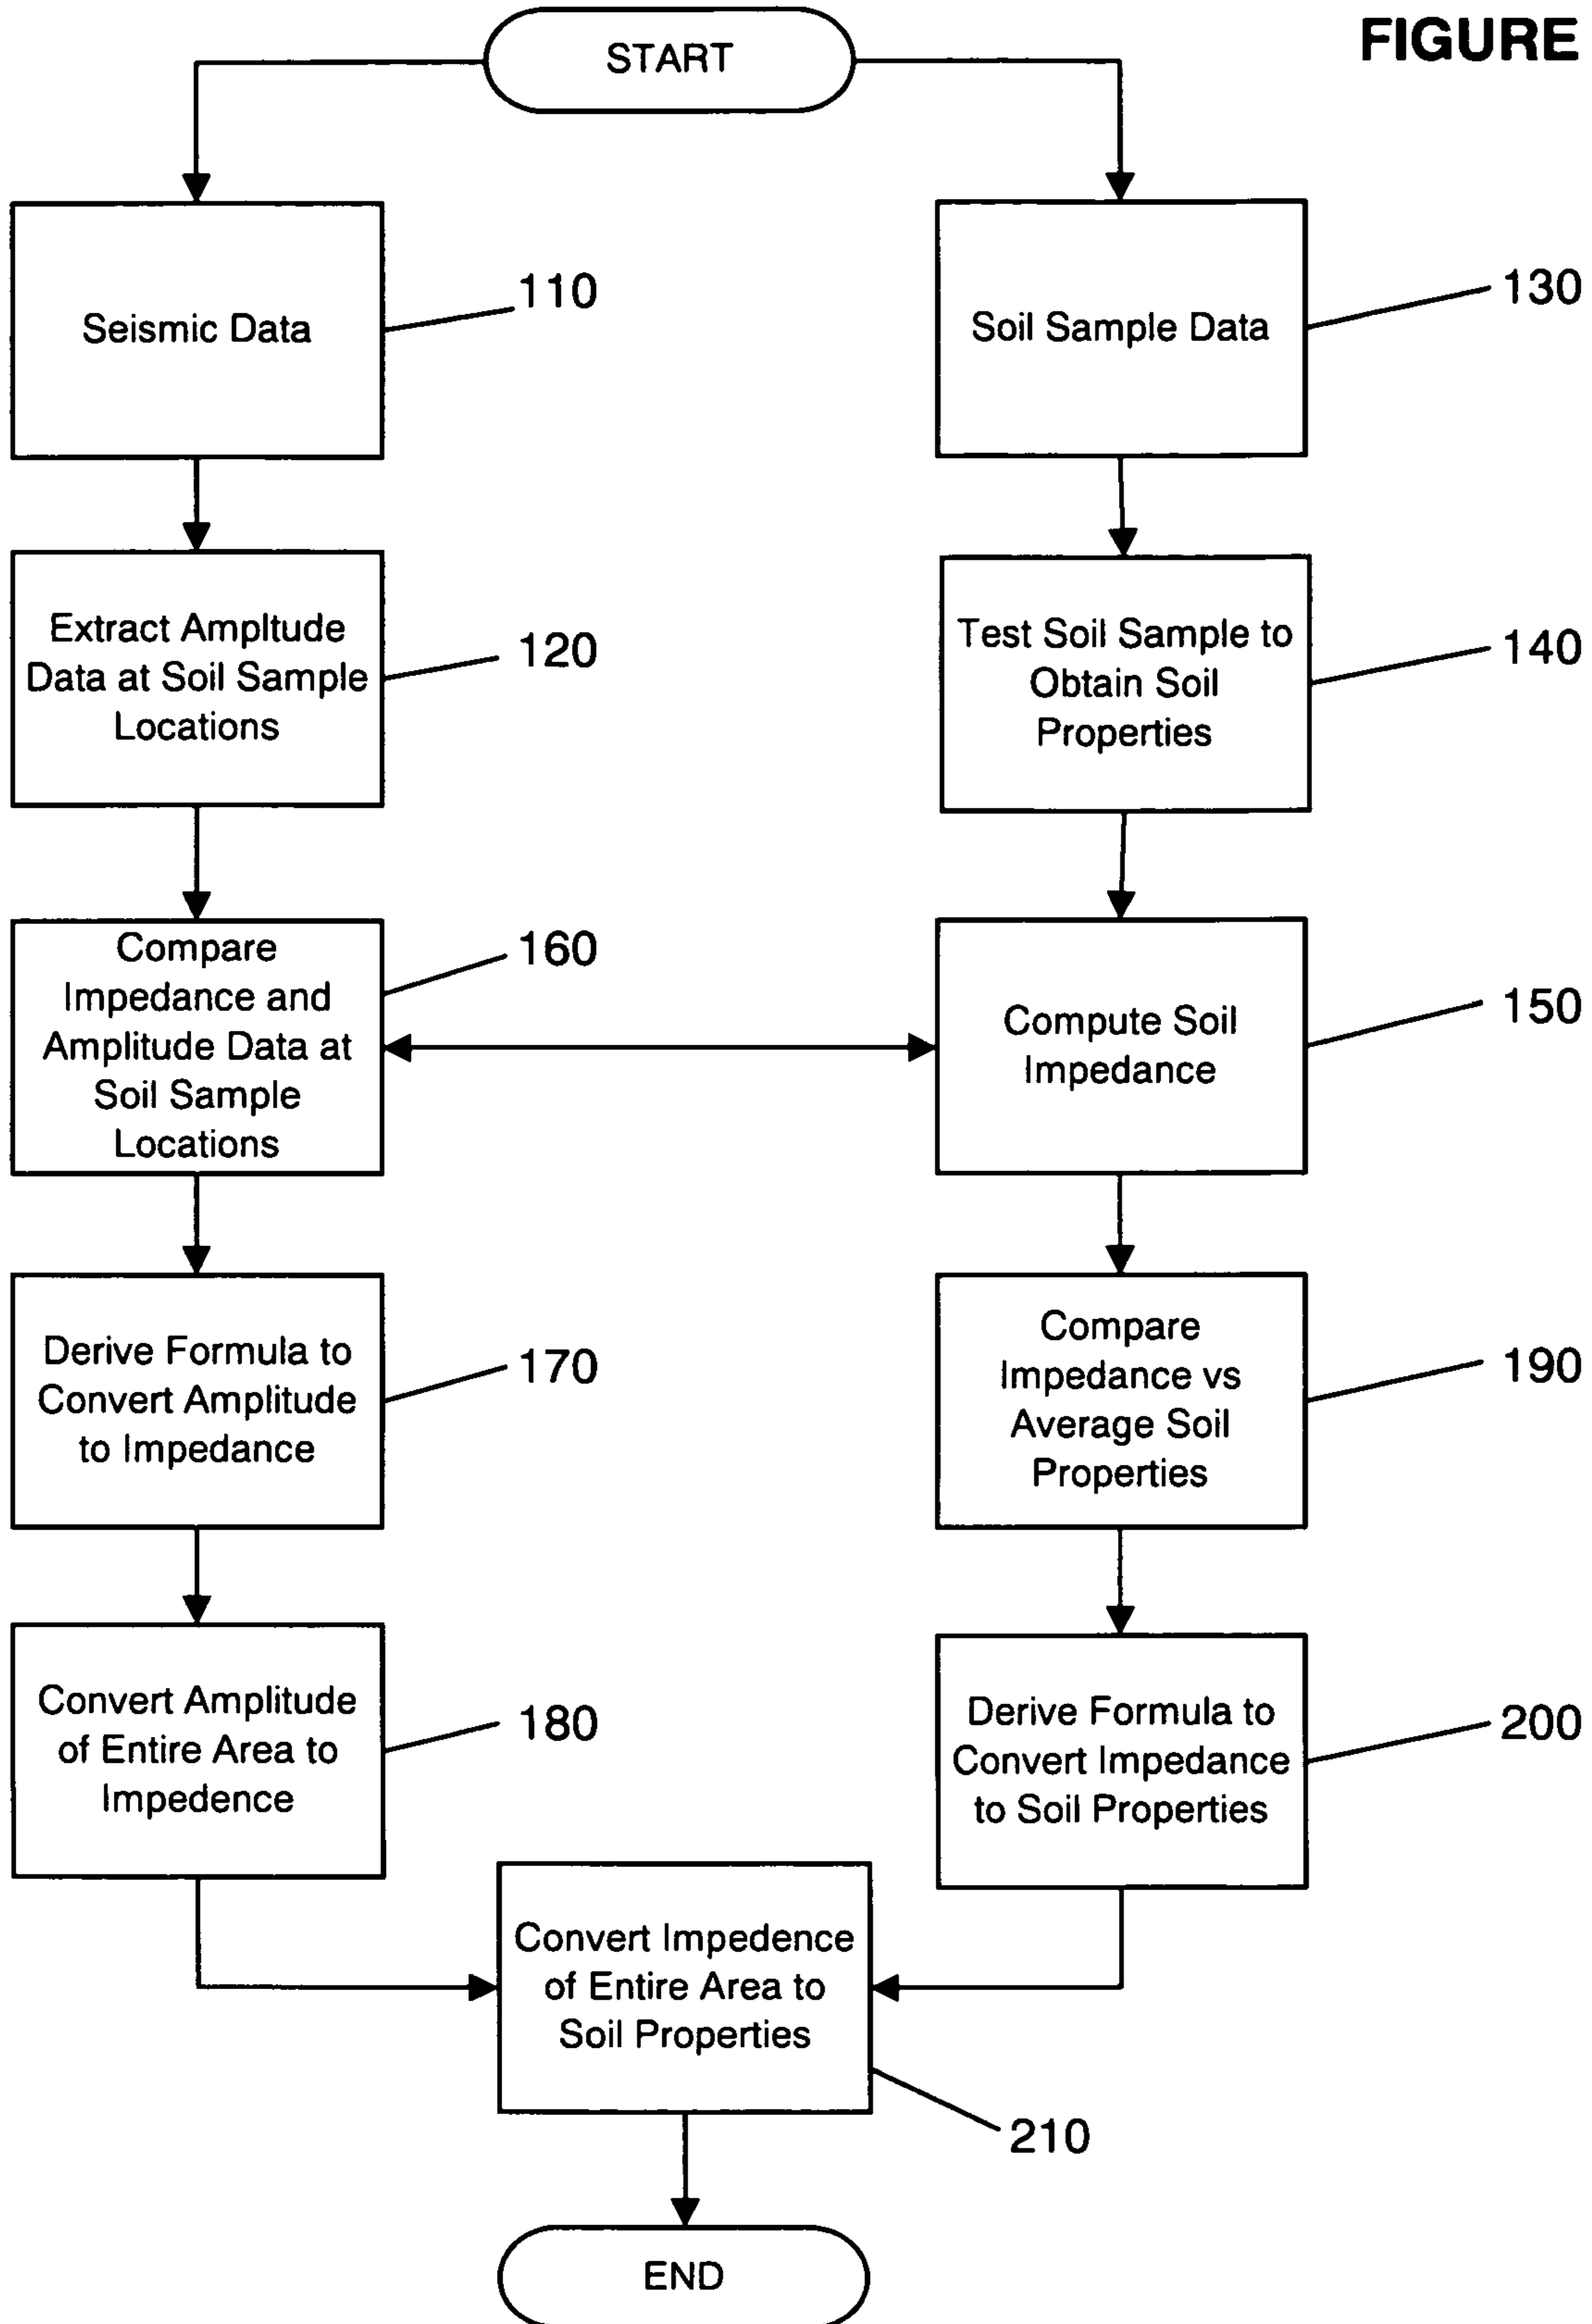 FIGURE
START
Seismic Data
110
Soil Sample Data
130
Extract Ampltude
Data at Soil Sample
Locations
120
Test Soil Sample to
Obtain Soil
Properties
140
Compare
Impedance and
Amplitude Data at
Soil Sample
Locations
160
Compute Soil
Impedance
150
Derive Formula to
Convert Amplitude
to Impedance
170
Compare
Impedance vs
Average Soil
Properties
190
Convert Amplitude
of Entire Area to
Impedence
180
Derive Formula to
Convert Impedance
to Soil Properties
200
Convert Impedence
of Entire Area to
Soil Properties
210
END